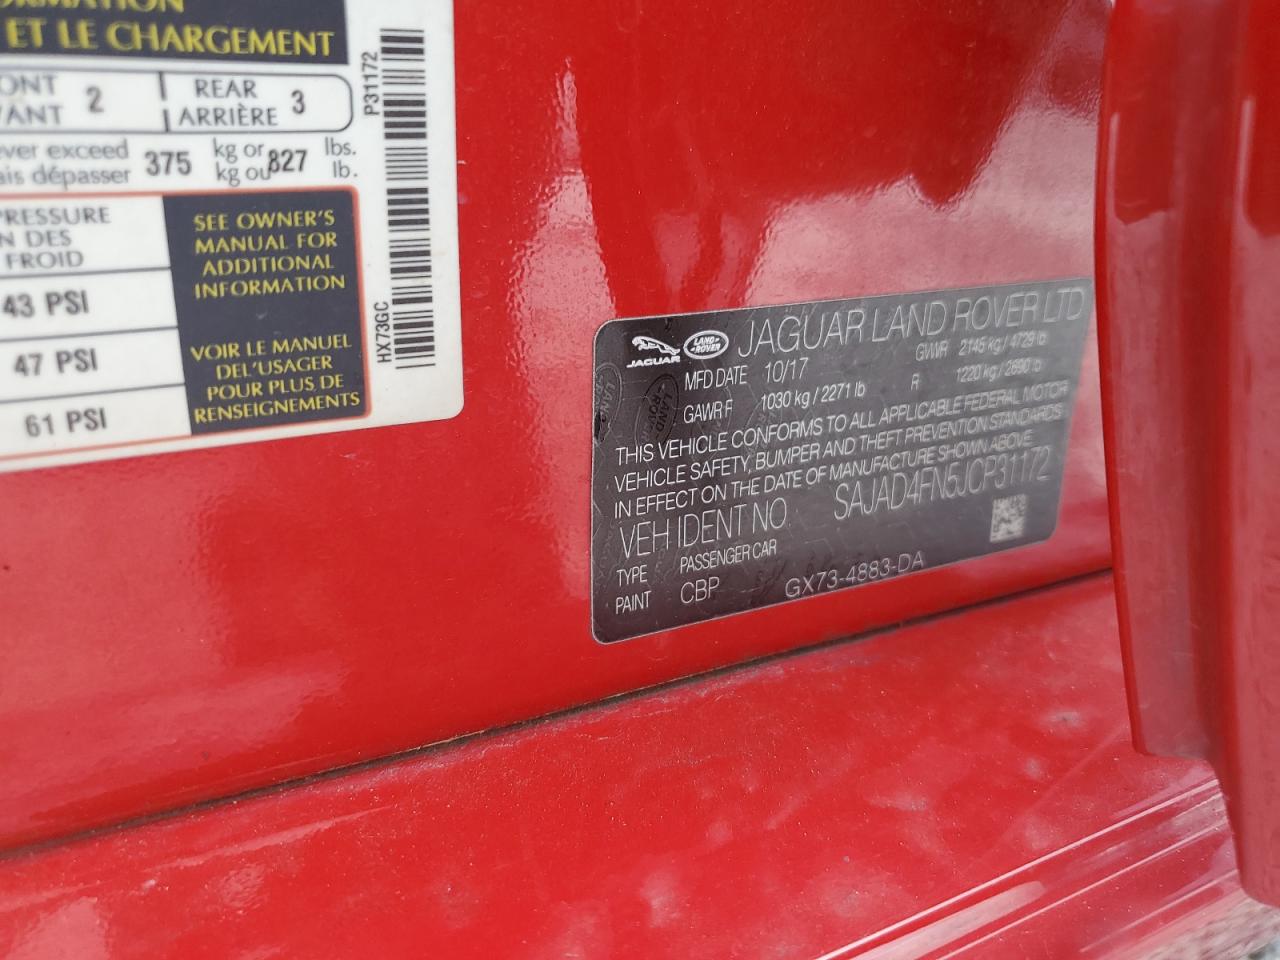 ORMATION
ET LE CHARGEMENT
ONT 2 REAR 3
ANT ARRIÈRE
ver exceed 375 kg or 827 lbs.
ais dépasser kg ou lb.
PRESSURE
N DES
FROID
43 PSI
47 PSI
61 PSI
SEE OWNER'S
MANUAL FOR
ADDITIONAL
INFORMATION
VOIR LE MANUEL
DEL'USAGER
POUR PLUS DE
RENSEIGNEMENTS
P31172
HX73GC
JAGUAR LAND ROVER JAGUAR LAND ROVER LTD
MFD DATE 10/17 GVWR 2145 kg / 4729 lb
GAWR F 1030 kg / 2271 lb R 1220 kg / 2690 lb
THIS VEHICLE CONFORMS TO ALL APPLICABLE FEDERAL MOTOR
VEHICLE SAFETY, BUMPER AND THEFT PREVENTION STANDARDS
IN EFFECT ON THE DATE OF MANUFACTURE SHOWN ABOVE.
VEH IDENT NO. SAJAD4FN5JCP31172
TYPE PASSENGER CAR
PAINT CBP GX73-4883-DA